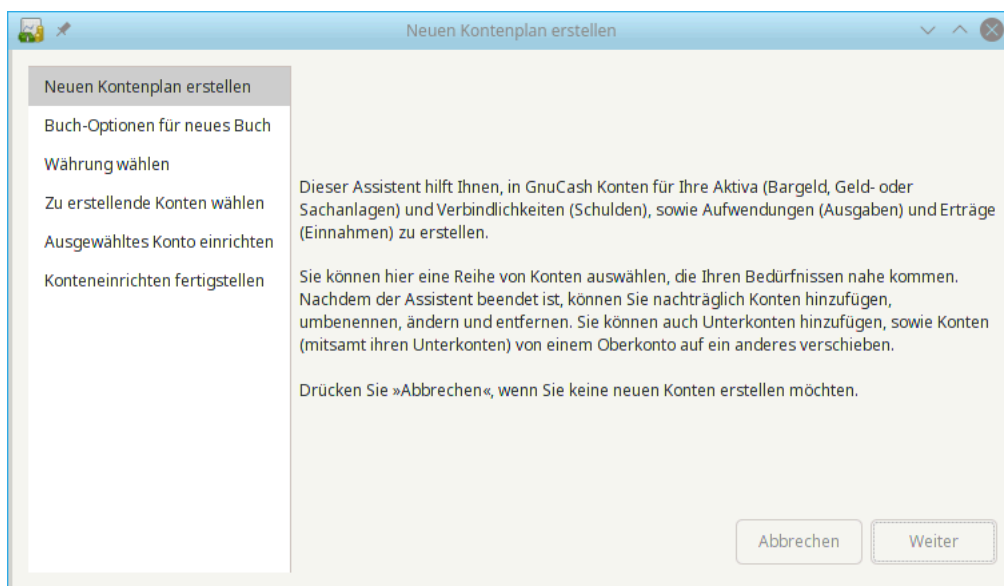 Neuen Kontenplan erstellen
Neuen Kontenplan erstellen
Buch-Optionen für neues Buch
Währung wählen
Zu erstellende Konten wählen
Ausgewähltes Konto einrichten
Konteneinrichten fertigstellen
Dieser Assistent hilft Ihnen, in GnuCash Konten für Ihre Aktiva (Bargeld, Geld- oder
Sachanlagen) und Verbindlichkeiten (Schulden), sowie Aufwendungen (Ausgaben) und Erträge
(Einnahmen) zu erstellen.
Sie können hier eine Reihe von Konten auswählen, die Ihren Bedürfnissen nahe kommen.
Nachdem der Assistent beendet ist, können Sie nachträglich Konten hinzufügen,
umbenennen, ändern und entfernen. Sie können auch Unterkonten hinzufügen, sowie Konten
(mitsamt ihren Unterkonten) von einem Oberkonto auf ein anderes verschieben.
Drücken Sie »Abbrechen«, wenn Sie keine neuen Konten erstellen möchten.
Abbrechen
Weiter